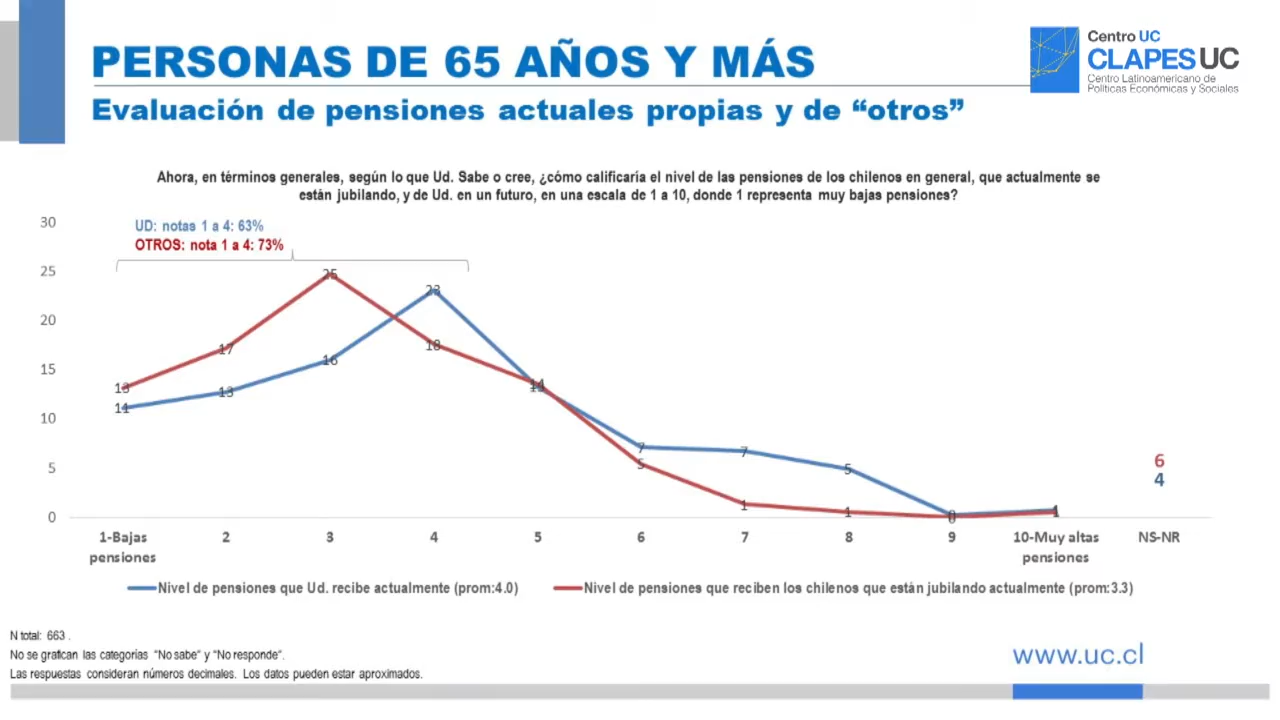 PERSONAS DE 65 AÑOS Y MÁS
Evaluación de pensiones actuales propias y de “otros”
Centro UC
CLAPES UC
Centro Latinoamericano de
Políticas Económicas y Sociales
Ahora, en términos generales, según lo que Ud. Sabe o cree, ¿cómo calificaría el nivel de las pensiones de los chilenos en general, que actualmente se
están jubilando, y de Ud. en un futuro, en una escala de 1 a 10, donde 1 representa muy bajas pensiones?
UD: notas 1 a 4: 63%
OTROS: nota 1 a 4: 73%
30
25
20
15
10
5
0
13 17 25 18 14 5 1 1 0 1 6
11 13 16 23 13 7 7 5 0 1 4
1-Bajas pensiones 2 3 4 5 6 7 8 9 10-Muy altas pensiones NS-NR
Nivel de pensiones que Ud. recibe actualmente (prom:4.0)
Nivel de pensiones que reciben los chilenos que están jubilando actualmente (prom:3.3)
N total: 663 .
No se grafican las categorías "No sabe" y "No responde".
Las respuestas consideran números decimales. Los datos pueden estar aproximados.
www.uc.cl